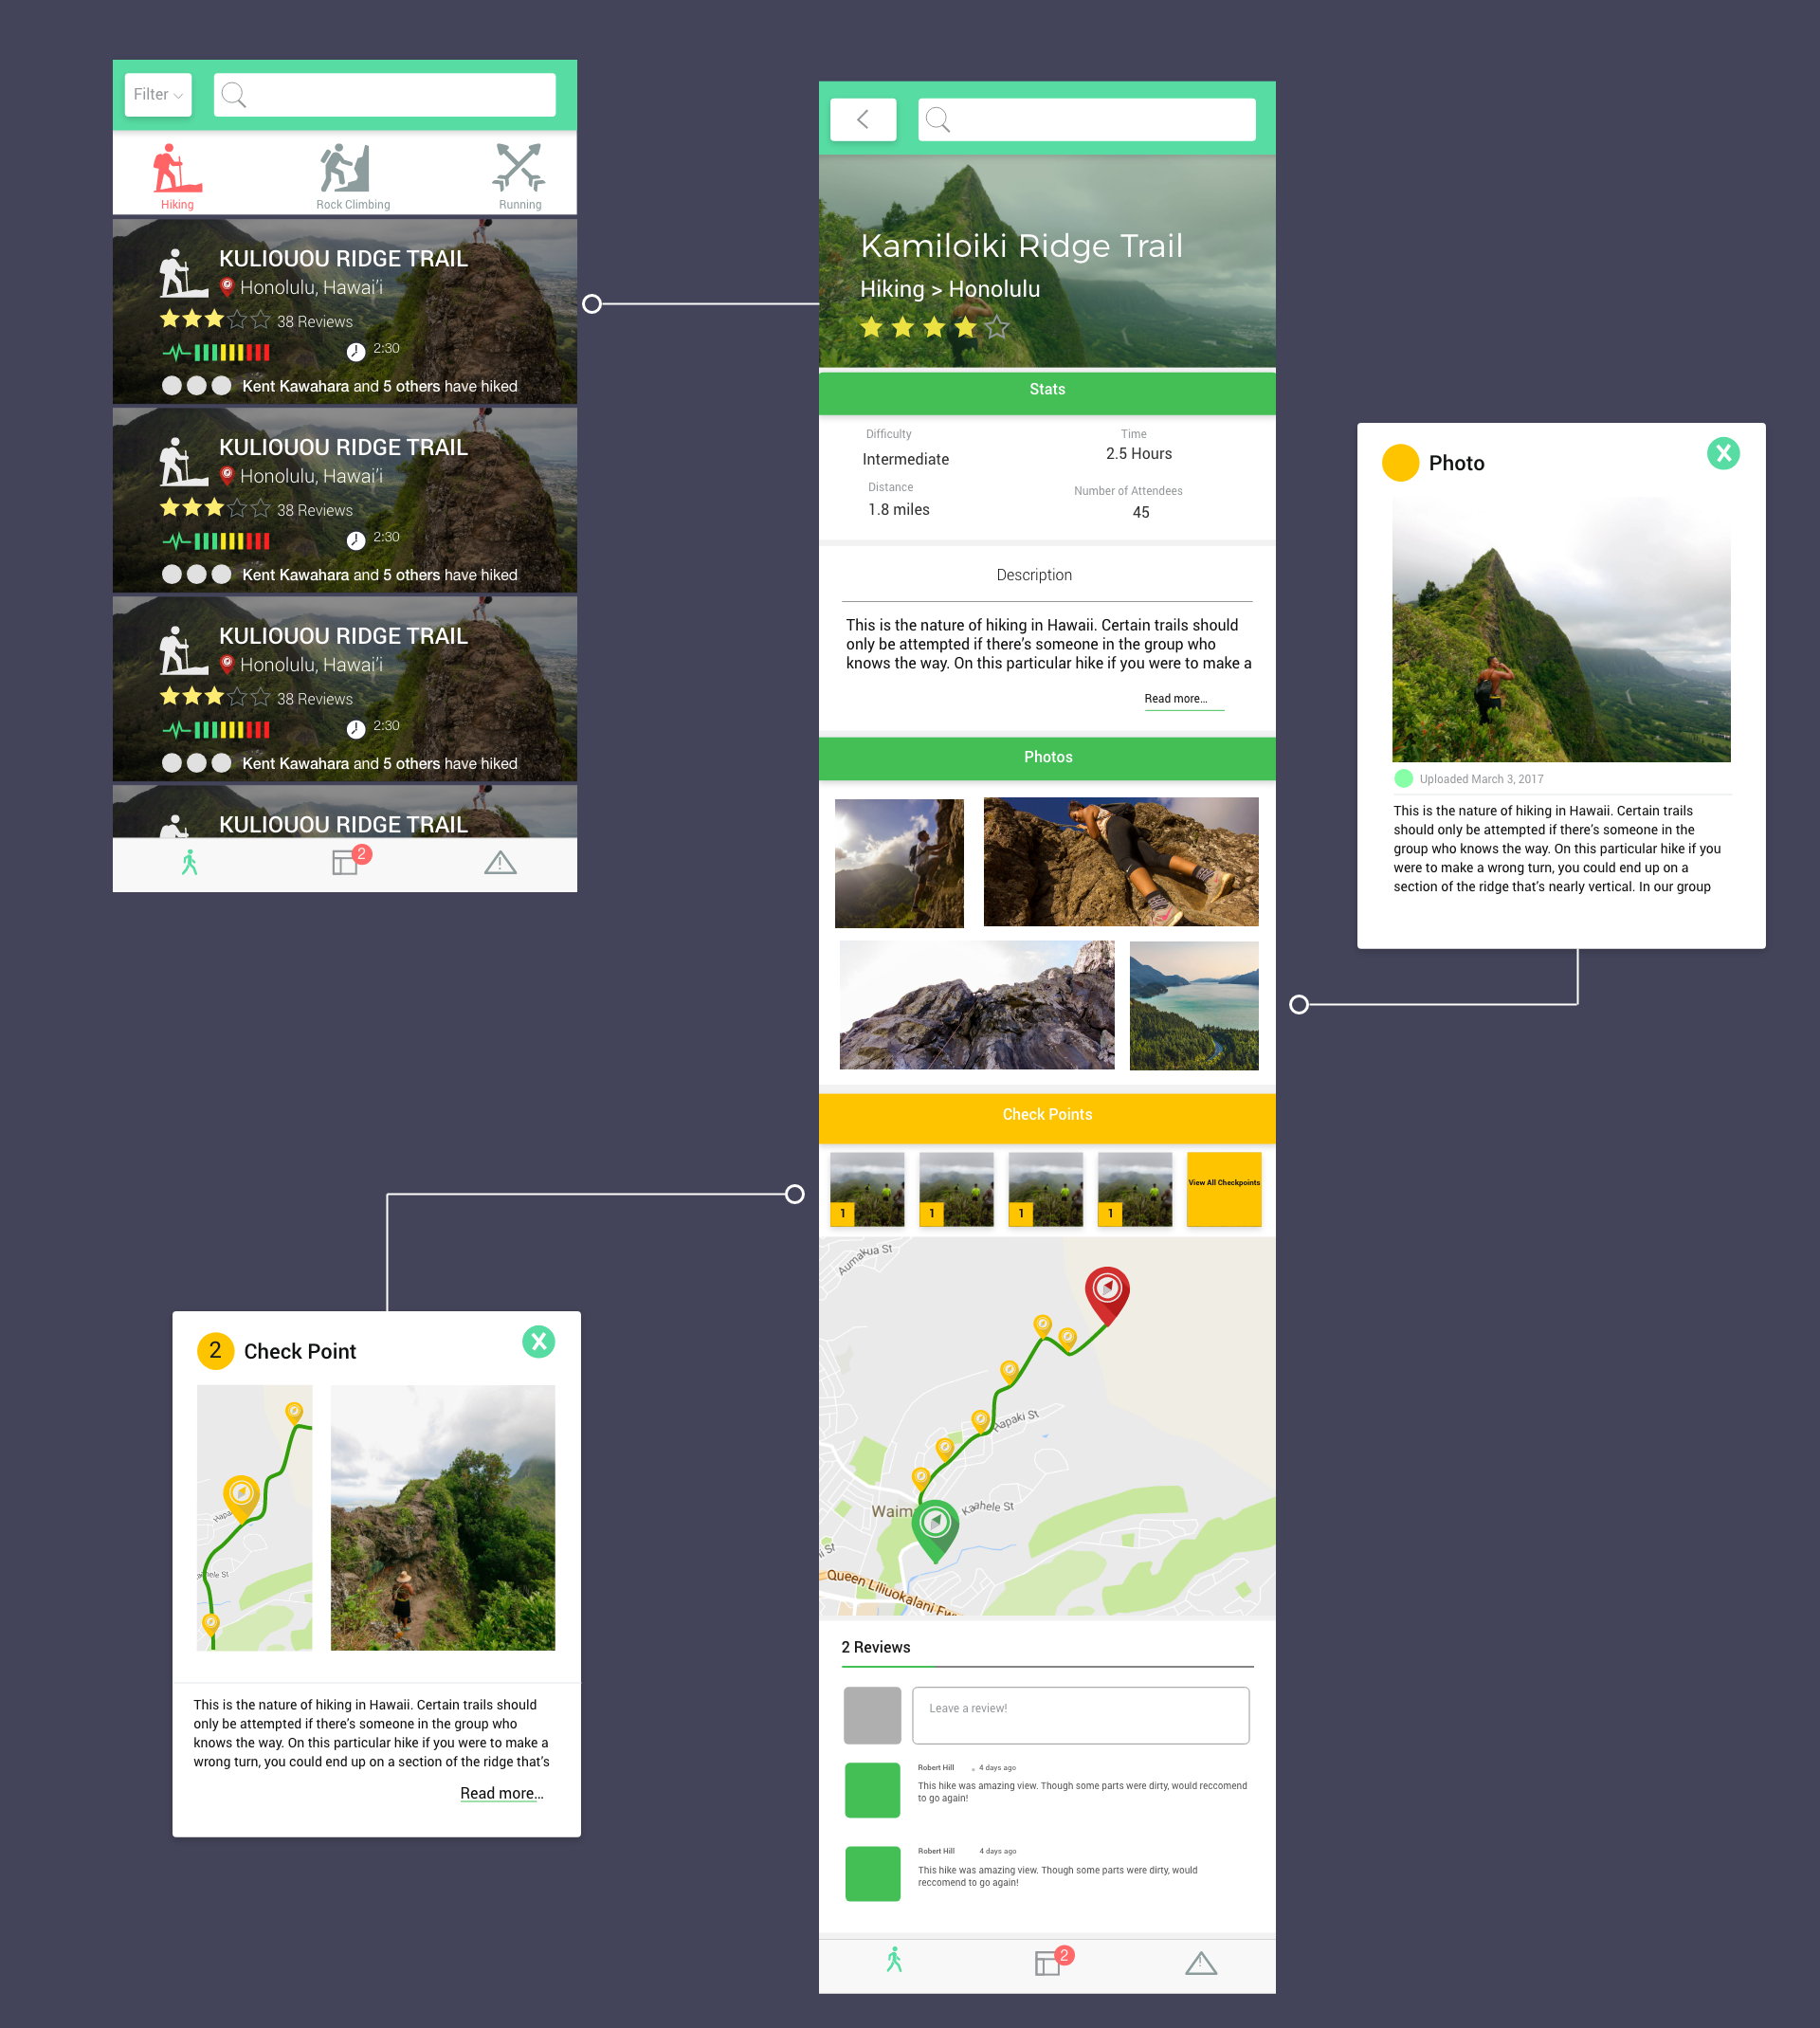 Filter
Hiking
Rock Climbing
Running
KULIOUOU RIDGE TRAIL
Honolulu, Hawai'i
38 Reviews
2:30
Kent Kawahara and 5 others have hiked
KULIOUOU RIDGE TRAIL
Honolulu, Hawai'i
38 Reviews
2:30
Kent Kawahara and 5 others have hiked
KULIOUOU RIDGE TRAIL
Honolulu, Hawai'i
38 Reviews
2:30
Kent Kawahara and 5 others have hiked
KULIOUOU RIDGE TRAIL
2
Kamiloiki Ridge Trail
Hiking > Honolulu
Stats
Difficulty
Time
Intermediate
2.5 Hours
Distance
Number of Attendees
1.8 miles
45
Description
This is the nature of hiking in Hawaii. Certain trails should
only be attempted if there's someone in the group who
knows the way. On this particular hike if you were to make a
Read more...
Photos
Check Points
1
1
1
1
View All Checkpoints
Aumakua St
Hapaki St
Kaahele St
Waim
St
Queen Liliuokalani Fw
2 Reviews
Leave a review!
Robert Hill 4 days ago
This hike was amazing view. Though some parts were dirty, would reccomend
to go again!
Robert Hill 4 days ago
This hike was amazing view. Though some parts were dirty, would
reccomend to go again!
2
Photo
X
Uploaded March 3, 2017
This is the nature of hiking in Hawaii. Certain trails
should only be attempted if there's someone in the
group who knows the way. On this particular hike if you
were to make a wrong turn, you could end up on a
section of the ridge that's nearly vertical. In our group
2
Check Point
X
Hapa
hele St
This is the nature of hiking in Hawaii. Certain trails should
only be attempted if there's someone in the group who
knows the way. On this particular hike if you were to make a
wrong turn, you could end up on a section of the ridge that's
Read more...